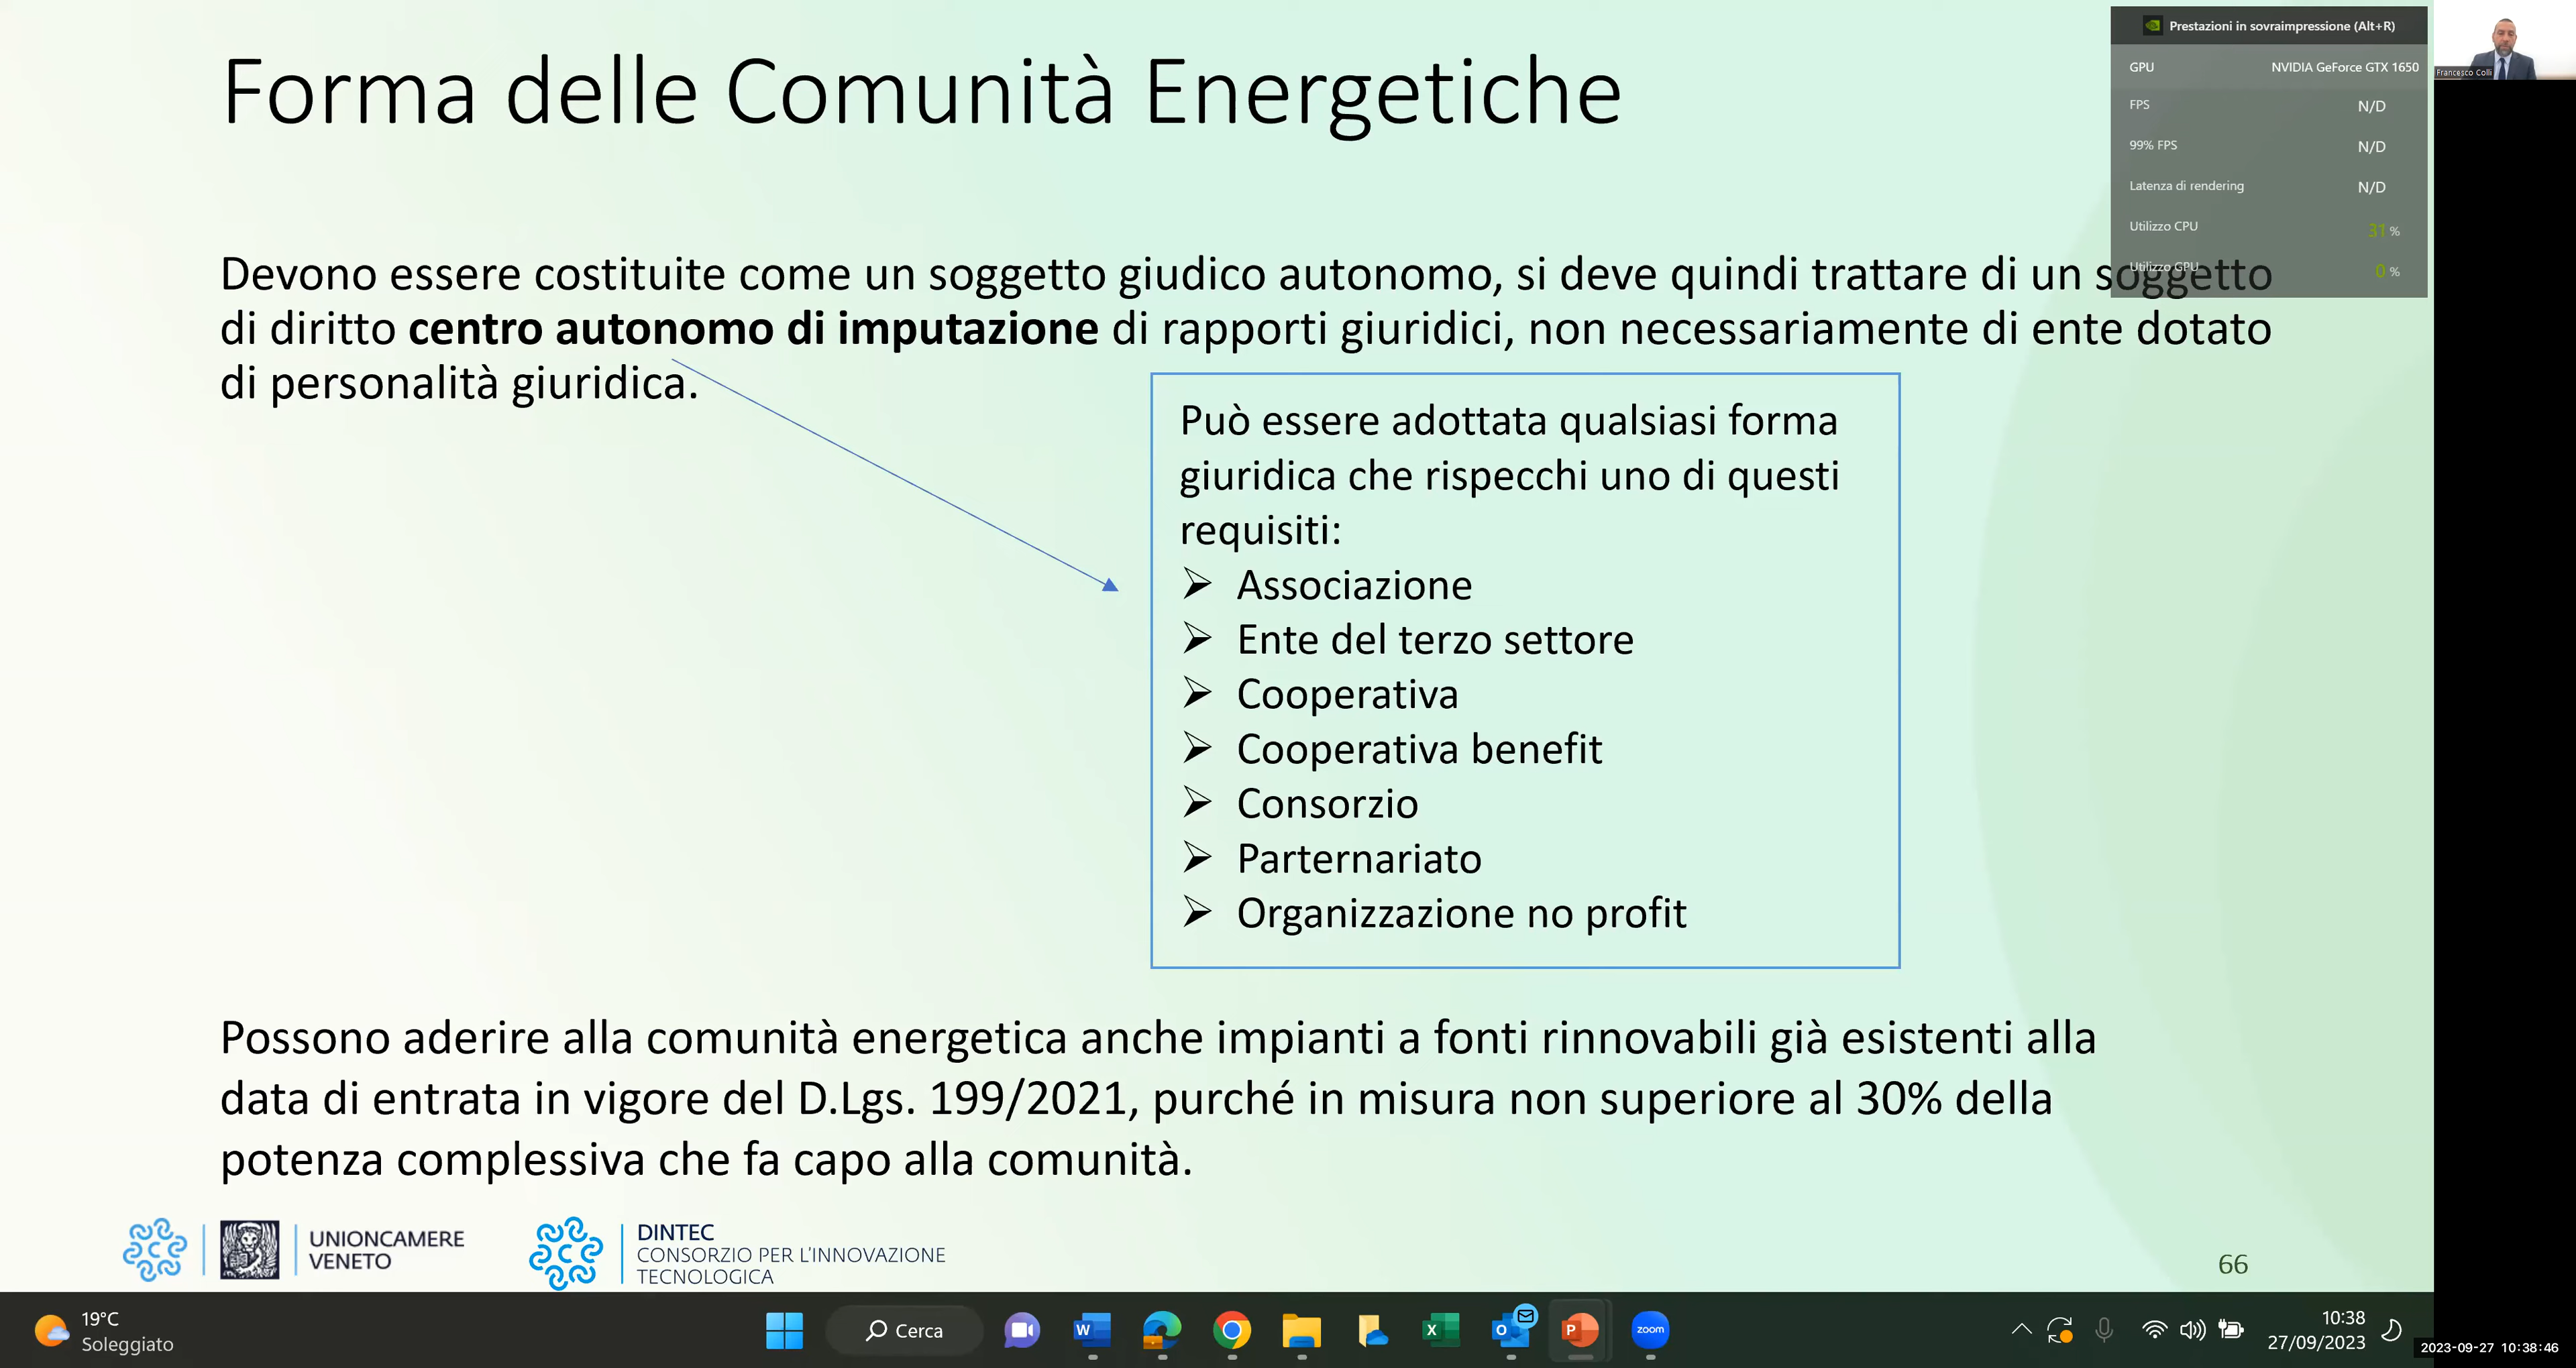 Forma delle Comunità Energetiche
Prestazioni in sovraimpressione (Alt+R)
GPU NVIDIA GeForce GTX 1650
FPS N/D
99% FPS N/D
Latenza di rendering N/D
Utilizzo CPU 31 %
Utilizzo GPU 0 %
Francesco Colli
Devono essere costituite come un soggetto giudico autonomo, si deve quindi trattare di un soggetto
di diritto centro autonomo di imputazione di rapporti giuridici, non necessariamente di ente dotato
di personalità giuridica.
Può essere adottata qualsiasi forma
giuridica che rispecchi uno di questi
requisiti:
Associazione
Ente del terzo settore
Cooperativa
Cooperativa benefit
Consorzio
Parternariato
Organizzazione no profit
Possono aderire alla comunità energetica anche impianti a fonti rinnovabili già esistenti alla
data di entrata in vigore del D.Lgs. 199/2021, purché in misura non superiore al 30% della
potenza complessiva che fa capo alla comunità.
UNIONCAMERE
VENETO
DINTEC
CONSORZIO PER L'INNOVAZIONE
TECNOLOGICA
66
19°C
Soleggiato
Cerca
zoom
10:38
27/09/2023
2023-09-27 10:38:46